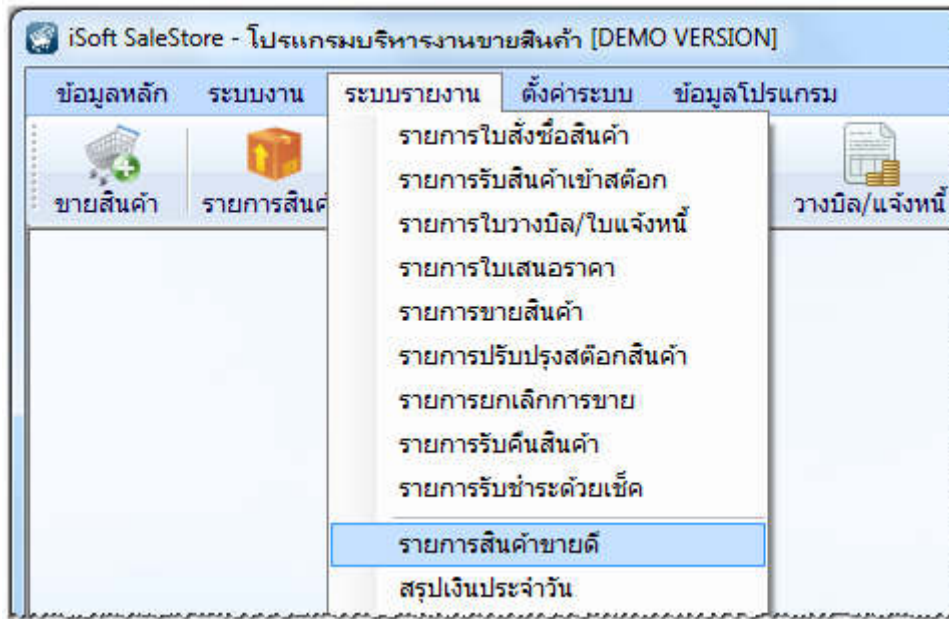 iSoft SaleStore - โปรแกรมบริหารงานขายสินค้า [DEMO VERSION]
ข้อมูลหลัก ระบบงาน ระบบรายงาน ตั้งค่าระบบ ข้อมูลโปรแกรม
ขายสินค้า รายการสินค้ วางบิล/แจ้งหนี้
รายการใบสั่งซื้อสินค้า
รายการรับสินค้าเข้าสต๊อก
รายการใบวางบิล/ใบแจ้งหนี้
รายการใบเสนอราคา
รายการขายสินค้า
รายการปรับปรุงสต๊อกสินค้า
รายการยกเลิกการขาย
รายการรับคืนสินค้า
รายการรับชำระด้วยเช็ค
รายการสินค้าขายดี
สรุปเงินประจำวัน